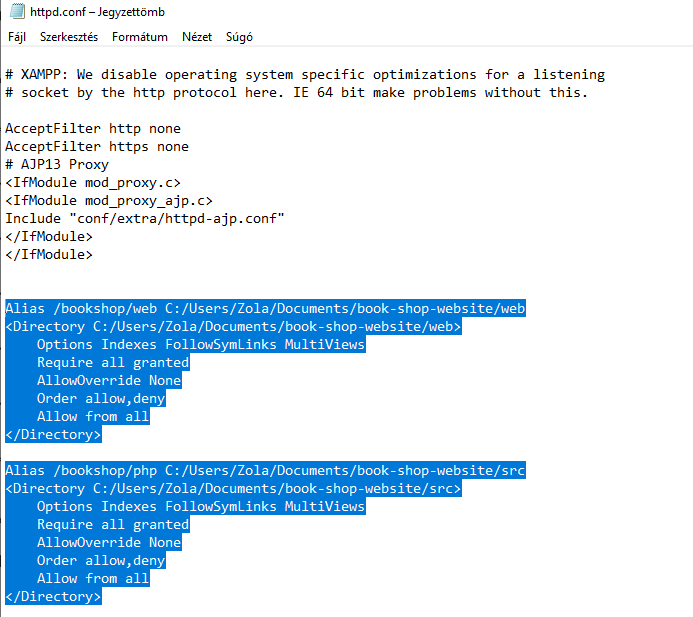 httpd.conf – Jegyzettömb
Fájl Szerkesztés Formátum Nézet Súgó
# XAMPP: We disable operating system specific optimizations for a listening
# socket by the http protocol here. IE 64 bit make problems without this.
AcceptFilter http none
AcceptFilter https none
# AJP13 Proxy
<IfModule mod_proxy.c>
<IfModule mod_proxy_ajp.c>
Include "conf/extra/httpd-ajp.conf"
</IfModule>
</IfModule>
Alias /bookshop/web C:/Users/Zola/Documents/book-shop-website/web
<Directory C:/Users/Zola/Documents/book-shop-website/web>
    Options Indexes FollowSymLinks MultiViews
    Require all granted
    AllowOverride None
    Order allow,deny
    Allow from all
</Directory>
Alias /bookshop/php C:/Users/Zola/Documents/book-shop-website/src
<Directory C:/Users/Zola/Documents/book-shop-website/src>
    Options Indexes FollowSymLinks MultiViews
    Require all granted
    AllowOverride None
    Order allow,deny
    Allow from all
</Directory>